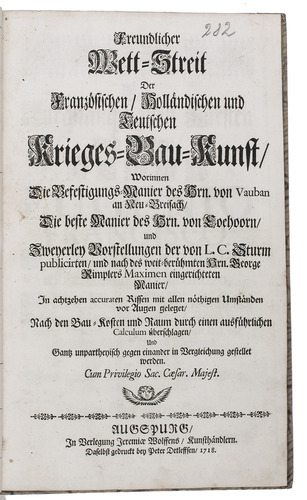 282
Freundlicher
Wett-Streit
Der
Französischen / Holländischen und
Teutschen
Krieges-Bau-Kunst /
Worinnen
Die Befestigungs-Manier des Hrn. von Vauban
an Neu-Breisach /
Die beste Manier des Hrn. von Coehoorn /
und
Zweyerley Vorstellungen der von L. C. Sturm
publicirten / und nach des weit-berühmten Hrn. George
Rimplers Maximen eingerichteten
Manier /
In achtzehen accuraten Rissen mit allen nöthigen Umständen
vor Augen geleget /
Nach den Bau-Kosten und Raum durch einen ausführlichen
Calculum überschlagen /
Und
Gantz unpartheyisch gegen einander in Vergleichung gestellet
werden.
Cum Privilegio Sac. Cæsar. Majest.
AUGSPURG /
In Verlegung Jeremiæ Wolffens / Kunsthändlern.
Daselbst gedruckt bey Peter Detlefssen / 1718.